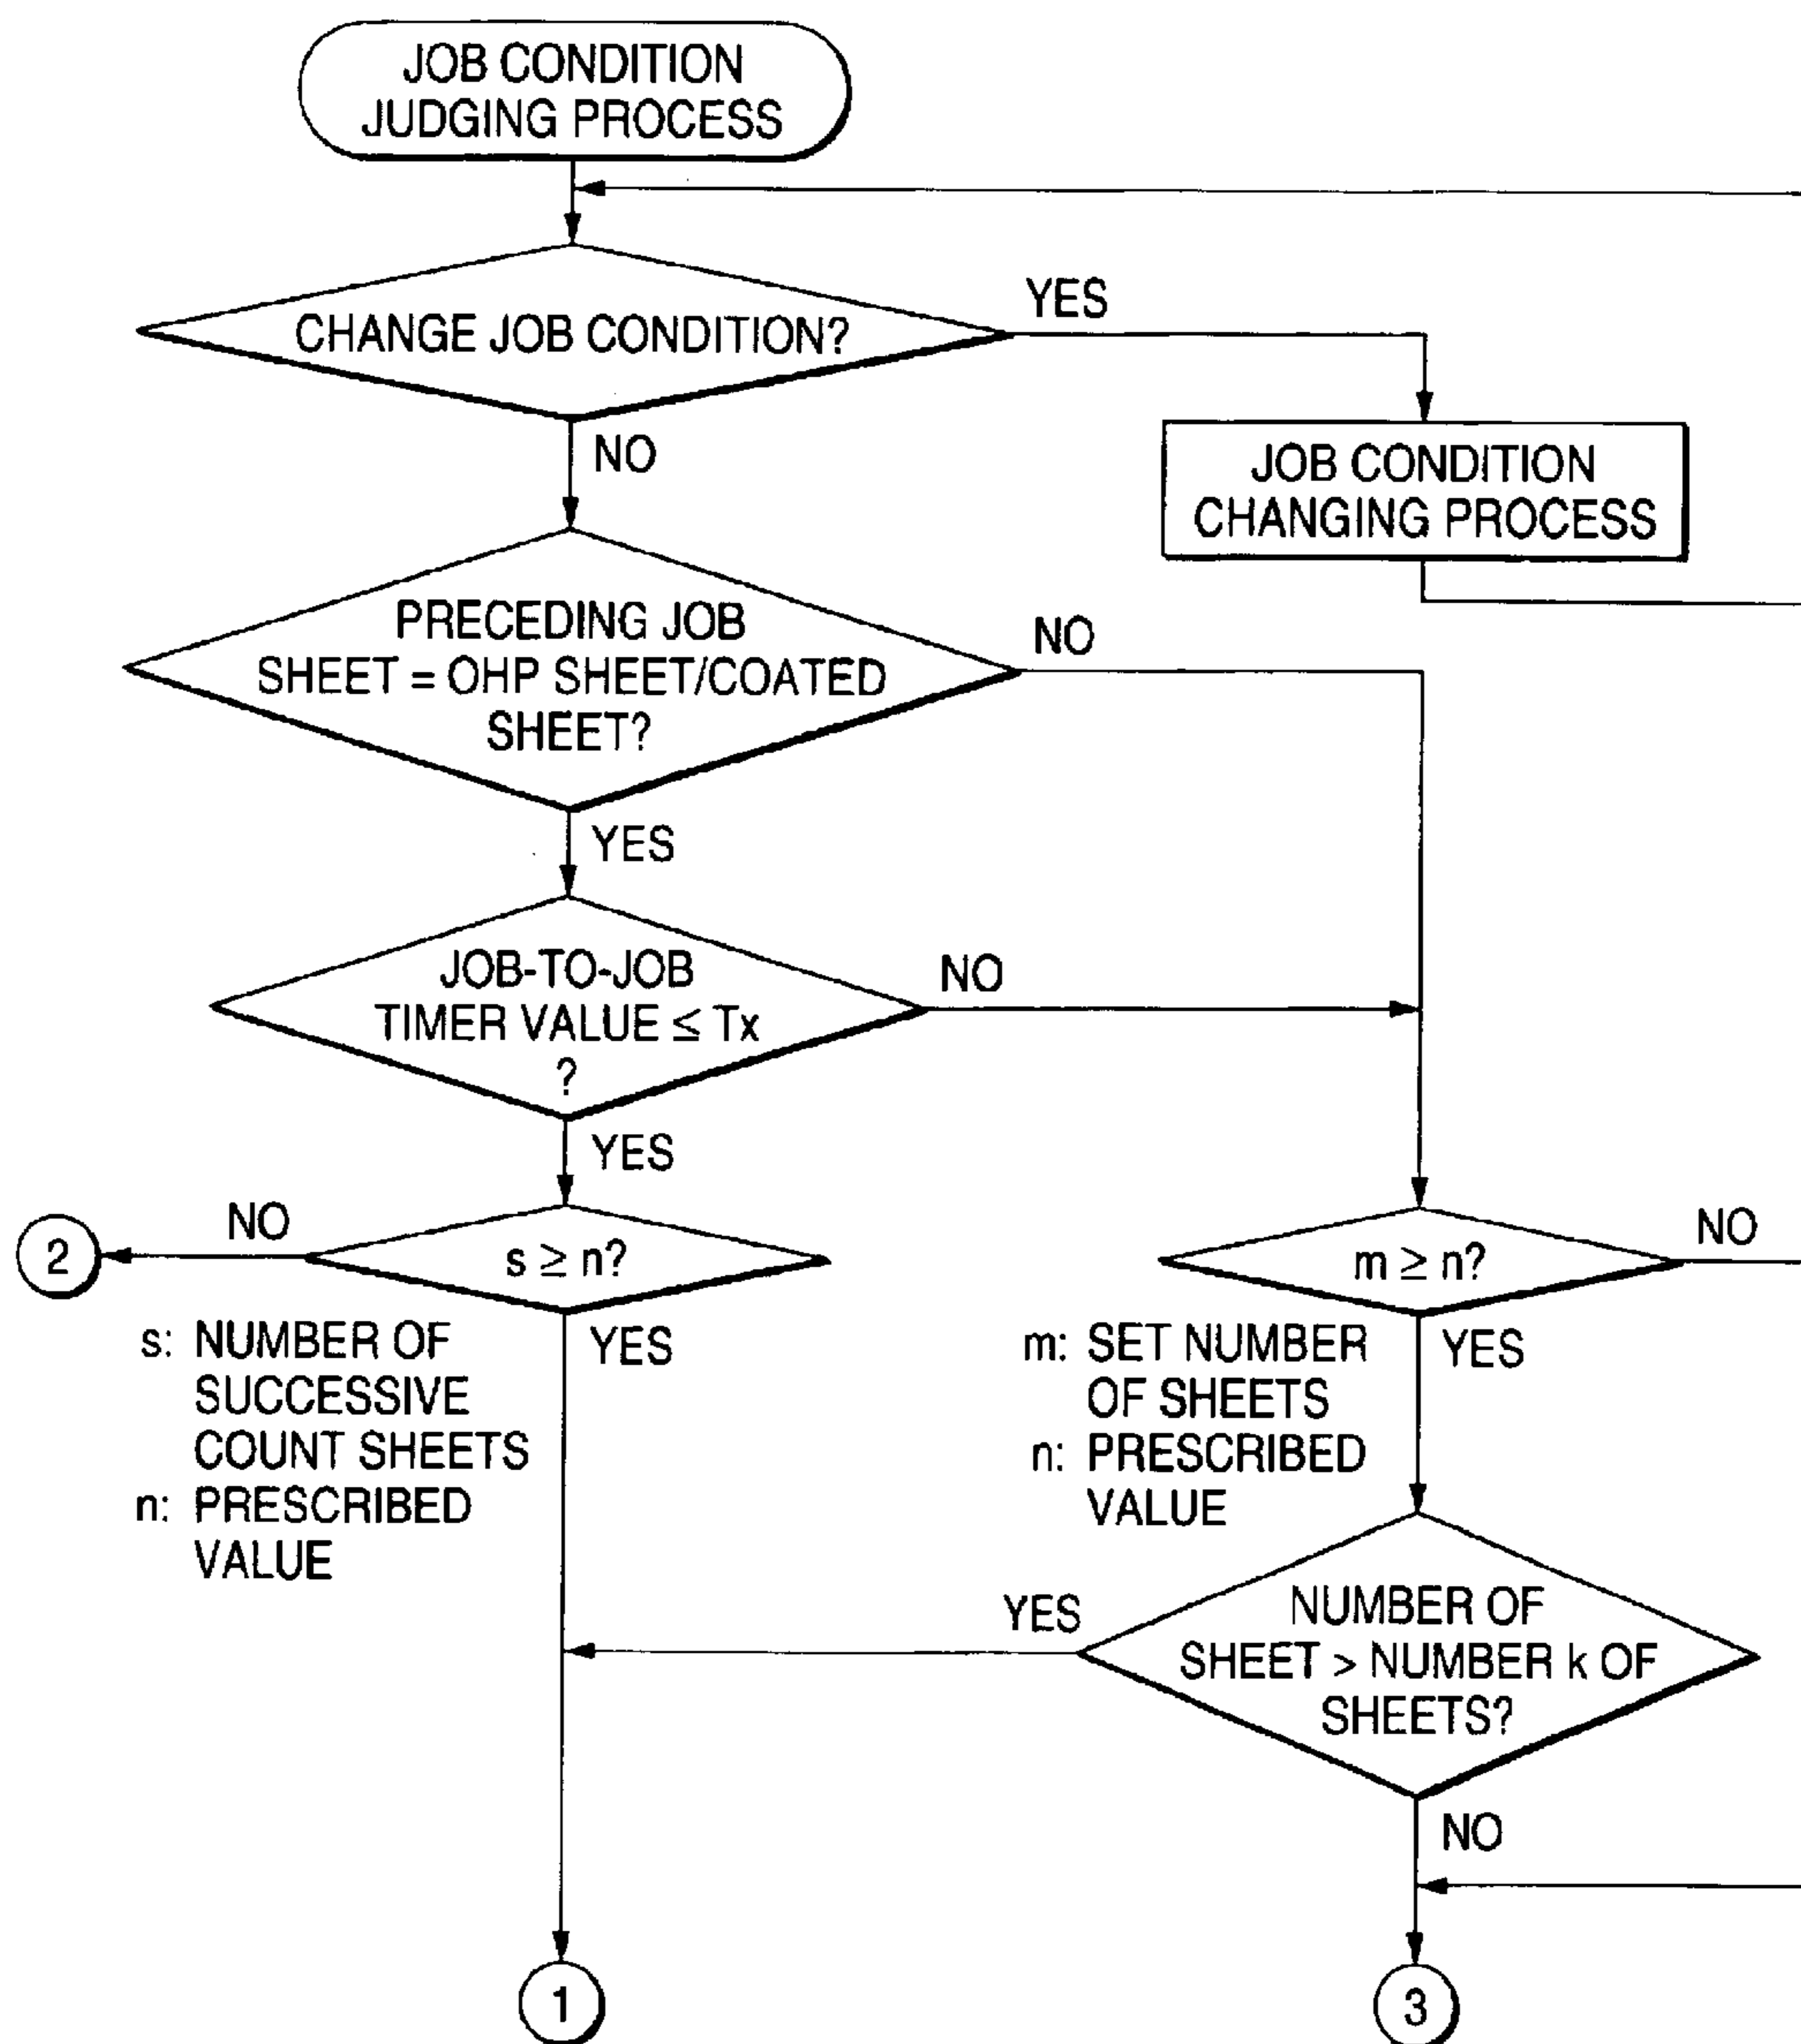 JOB CONDITION
JUDGING PROCESS
CHANGE JOB CONDITION?
YES
NO
JOB CONDITION
CHANGING PROCESS
PRECEDING JOB
SHEET = OHP SHEET/COATED
SHEET?
NO
YES
JOB-TO-JOB
TIMER VALUE ≤ Tx
?
NO
YES
2
NO
s ≥ n?
YES
s: NUMBER OF
SUCCESSIVE
COUNT SHEETS
n: PRESCRIBED
VALUE
m ≥ n?
NO
YES
m: SET NUMBER
OF SHEETS
n: PRESCRIBED
VALUE
NUMBER OF
SHEET > NUMBER k OF
SHEETS?
YES
NO
1
3